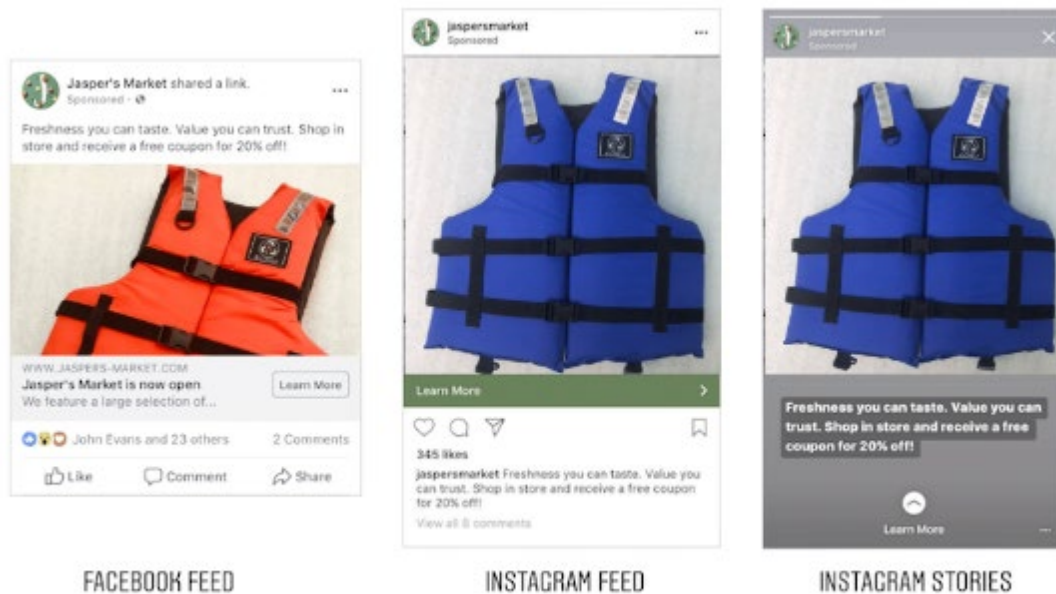 Jasper's Market shared a link.
Sponsored ·
Freshness you can taste. Value you can trust. Shop in
store and receive a free coupon for 20% off!
WWW.JASPERS-MARKET.COM
Jasper's Market is now open
We feature a large selection of...
Learn More
John Evans and 23 others
2 Comments
Like
Comment
Share
FACEBOOK FEED
jaspersmarket
Sponsored
Learn More
345 likes
jaspersmarket Freshness you can taste. Value you
can trust. Shop in store and receive a free coupon
for 20% off!
View all 8 comments
INSTAGRAM FEED
jaspersmarket
Sponsored
Freshness you can taste. Value you can
trust. Shop in store and receive a free
coupon for 20% off!
Learn More
INSTAGRAM STORIES